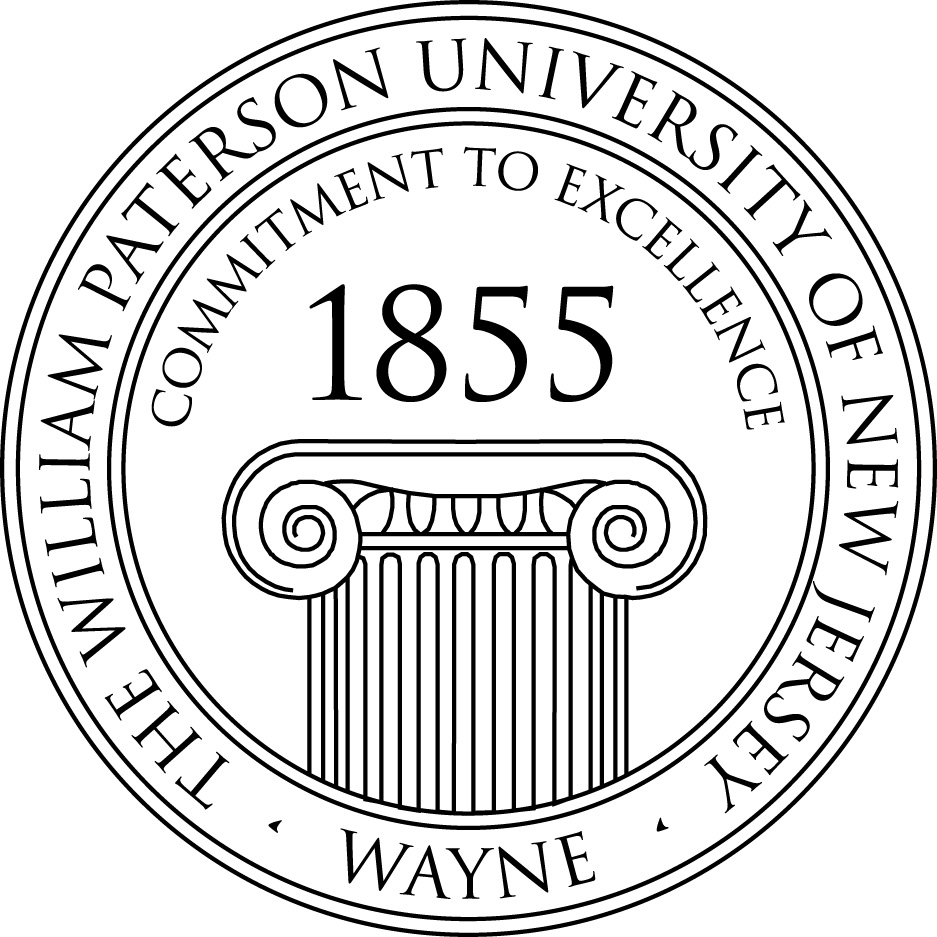 THE WILLIAM PATERSON UNIVERSITY OF NEW JERSEY
COMMITMENT TO EXCELLENCE
1855
· WAYNE ·